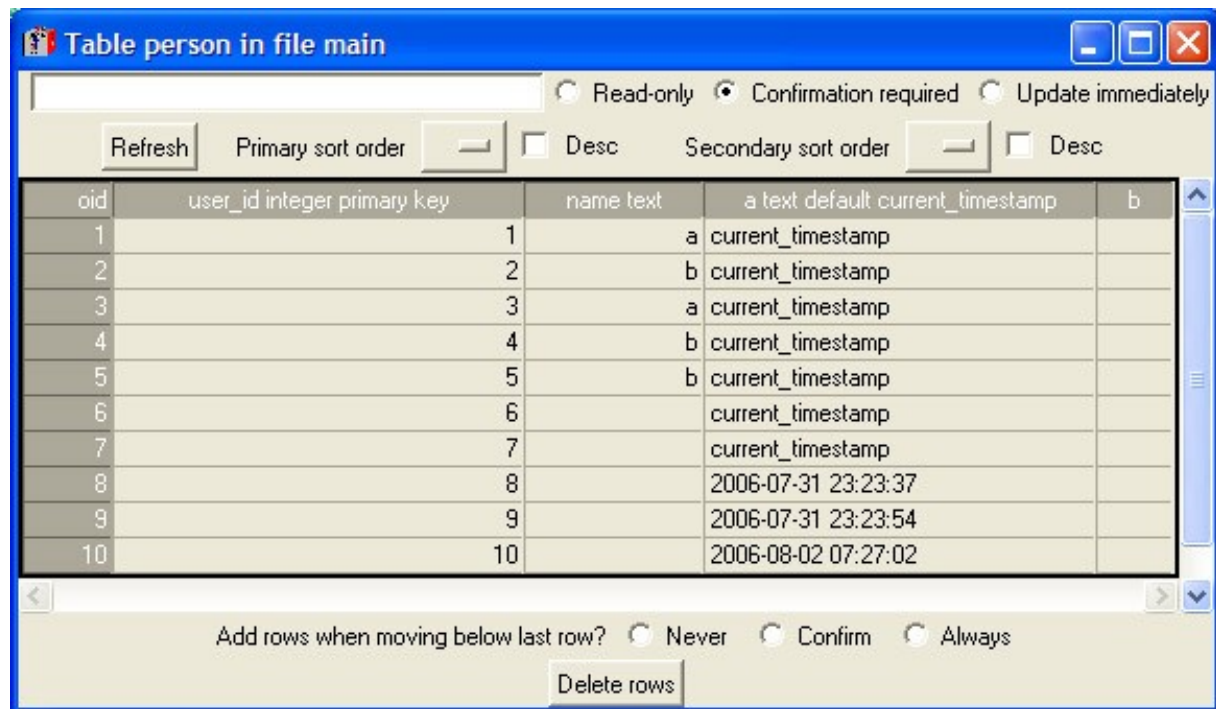 Table person in file main
Read-only Confirmation required Update immediately
Refresh Primary sort order Desc Secondary sort order Desc
oid user_id integer primary key name text a text default current_timestamp b
1 1 a current_timestamp
2 2 b current_timestamp
3 3 a current_timestamp
4 4 b current_timestamp
5 5 b current_timestamp
6 6 current_timestamp
7 7 current_timestamp
8 8 2006-07-31 23:23:37
9 9 2006-07-31 23:23:54
10 10 2006-08-02 07:27:02
Add rows when moving below last row? Never Confirm Always
Delete rows